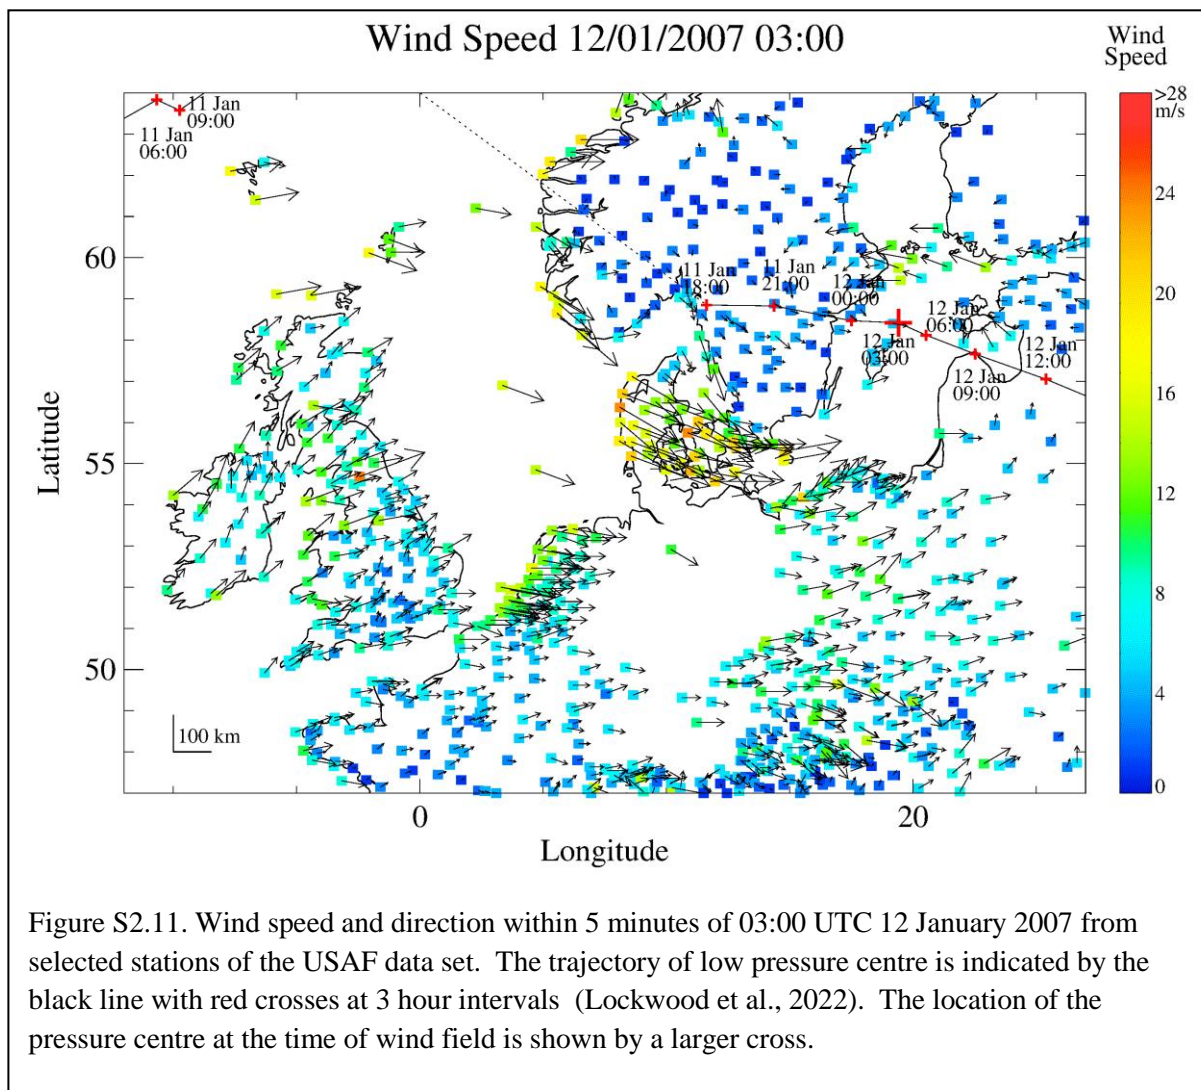 Wind Speed 12/01/2007 03:00
Wind
Speed
>28
m/s
24
20
16
12
8
4
0
11 Jan
09:00
11 Jan
06:00
11 Jan
18:00
11 Jan
21:00
12 Jan
00:00
12 Jan
03:00
12 Jan
06:00
12 Jan
09:00
12 Jan
12:00
Latitude
60
55
50
100 km
0
20
Longitude
Figure S2.11. Wind speed and direction within 5 minutes of 03:00 UTC 12 January 2007 from
selected stations of the USAF data set. The trajectory of low pressure centre is indicated by the
black line with red crosses at 3 hour intervals (Lockwood et al., 2022). The location of the
pressure centre at the time of wind field is shown by a larger cross.